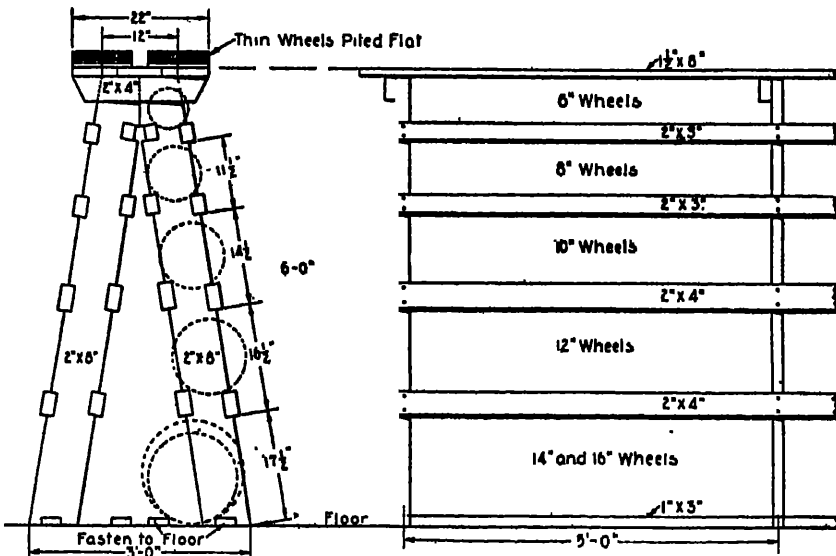 22"
12"
Thin Wheels Piled Flat
1½" x 8"
2" x 4"
6" Wheels
2" x 3"
11½"
8" Wheels
2" x 3"
14½"
10" Wheels
6'-0"
2" x 4"
2" x 8"
2" x 8"
16½"
12" Wheels
2" x 4"
17½"
14" and 16" Wheels
1" x 3"
Floor
Fasten to Floor
3'-0"
5'-0"